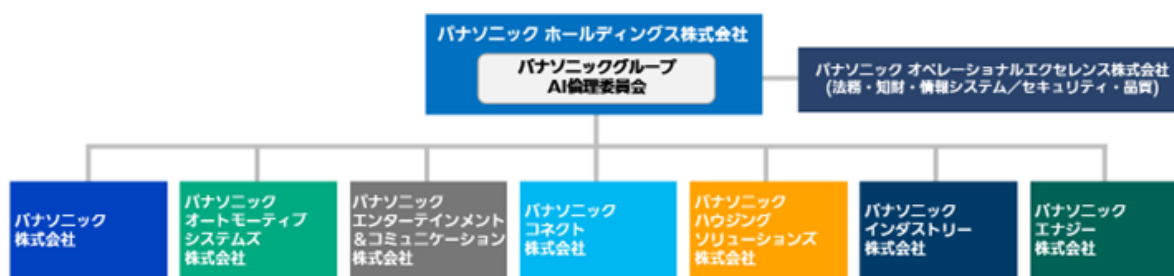 パナソニック ホールディングス株式会社
パナソニックグループ
AI倫理委員会
パナソニック オペレーショナルエクセレンス株式会社
(法務・知財・情報システム／セキュリティ・品質)
パナソニック
株式会社
パナソニック
オートモーティブ
システムズ
株式会社
パナソニック
エンターテインメント
＆コミュニケーション
株式会社
パナソニック
コネクト
株式会社
パナソニック
ハウジング
ソリューションズ
株式会社
パナソニック
インダストリー
株式会社
パナソニック
エナジー
株式会社